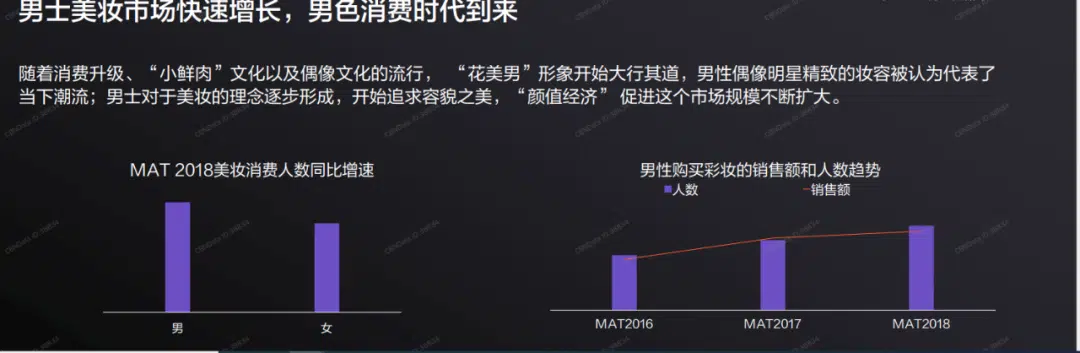 男士美妆市场快速增长，男色消费时代到来
随着消费升级、“小鲜肉”文化以及偶像文化的流行， “花美男”形象开始大行其道，男性偶像明星精致的妆容被认为代表了
当下潮流；男士对于美妆的理念逐步形成，开始追求容貌之美，“颜值经济” 促进这个市场规模不断扩大。
MAT 2018美妆消费人数同比增速
男
女
男性购买彩妆的销售额和人数趋势
人数
销售额
MAT2016
MAT2017
MAT2018